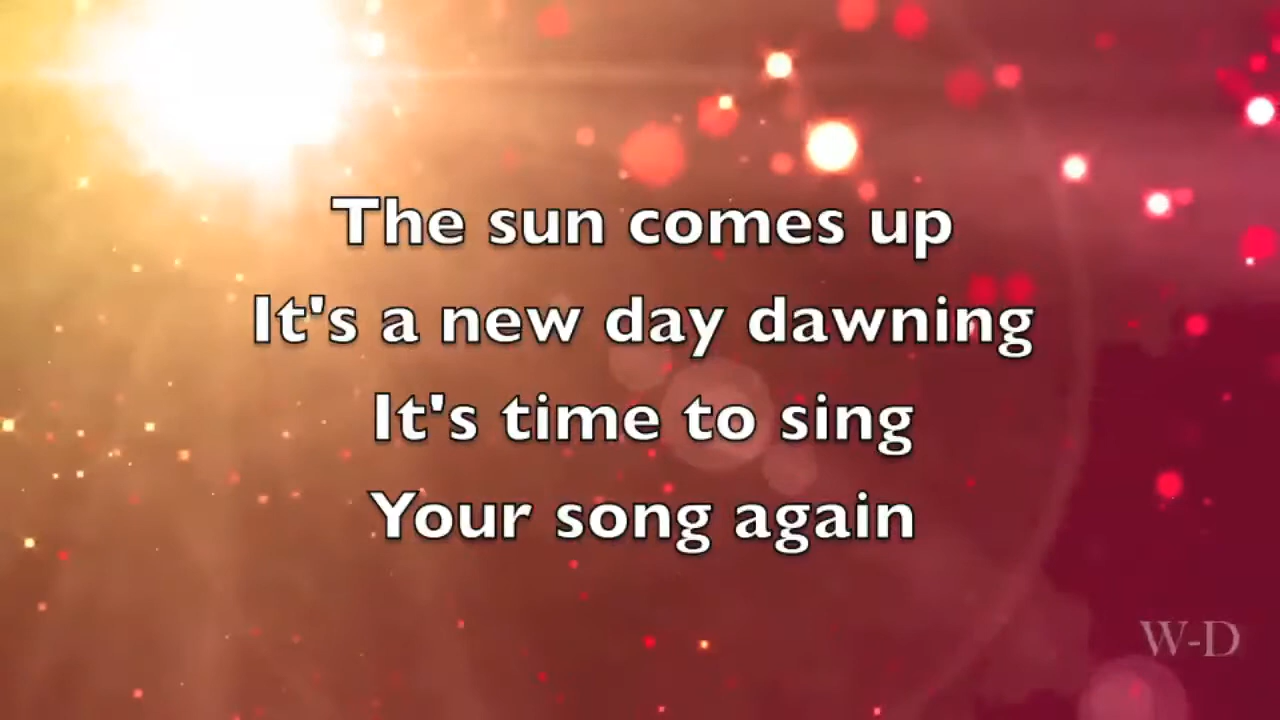 The sun comes up
It's a new day dawning
It's time to sing
Your song again
W-D